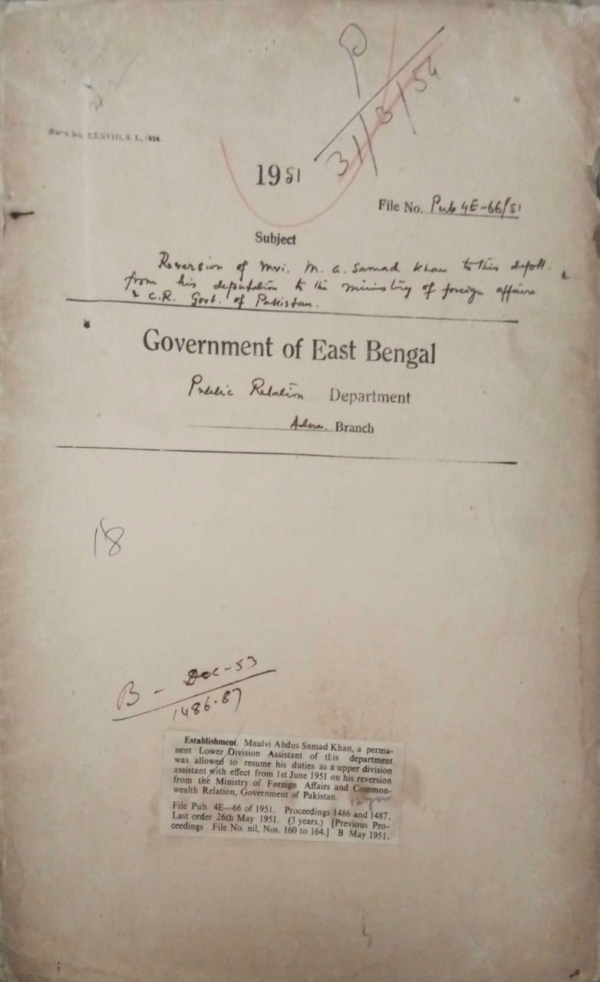 31/3/54
1951
File No. Pub 4E-66/51
Subject
Reversion of Mvi. M. A. Samad Khan to this deptt.
from his deputation to the ministry of foreign affairs
& C.R. Govt. of Pakistan.
Government of East Bengal
Public Relation Department
Adm. Branch
18
B - Dec-53
1486-87
Establishment. Maulvi Abdus Samad Khan, a perma-
nent Lower Division Assistant of this department
was allowed to resume his duties as a upper division
assistant with effect from 1st June 1951 on his reversion
from the Ministry of Foreign Affairs and Common-
wealth Relation, Government of Pakistan.
File Pub. 4E—66 of 1951. Proceedings 1486 and 1487.
Last order 26th May 1951. (3 years.) [Previous Pro-
ceedings File No. nil, Nos. 160 to 164.] B May 1951.